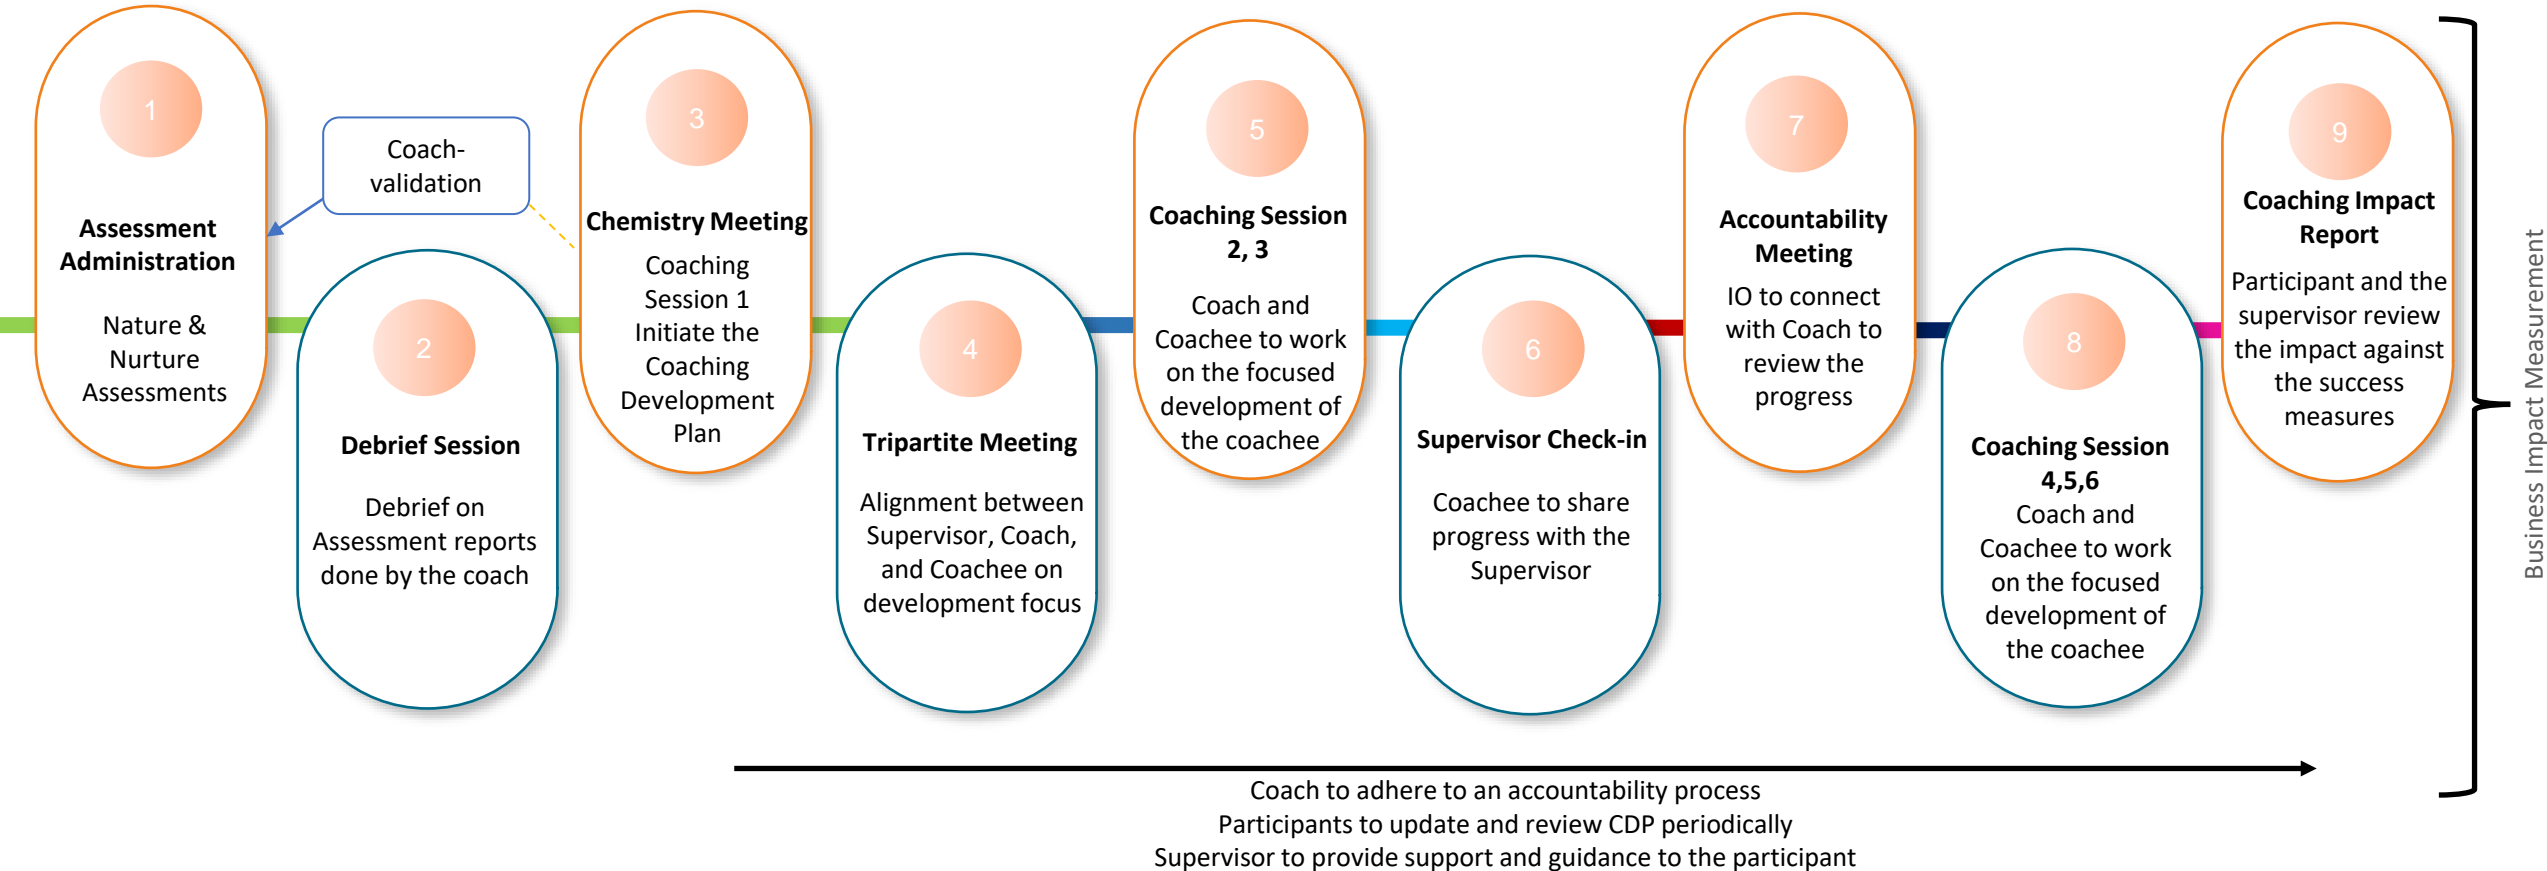 1
Assessment
Administration
Nature &
Nurture
Assessments
Coach-
validation
2
Debrief Session
Debrief on
Assessment reports
done by the coach
3
Chemistry Meeting
Coaching
Session 1
Initiate the
Coaching
Development
Plan
4
Tripartite Meeting
Alignment between
Supervisor, Coach,
and Coachee on
development focus
5
Coaching Session
2, 3
Coach and
Coachee to work
on the focused
development of
the coachee
6
Supervisor Check-in
Coachee to share
progress with the
Supervisor
7
Accountability
Meeting
IO to connect
with Coach to
review the
progress
8
Coaching Session
4,5,6
Coach and
Coachee to work
on the focused
development of
the coachee
9
Coaching Impact
Report
Participant and the
supervisor review
the impact against
the success
measures
Business Impact Measurement
Coach to adhere to an accountability process
Participants to update and review CDP periodically
Supervisor to provide support and guidance to the participant